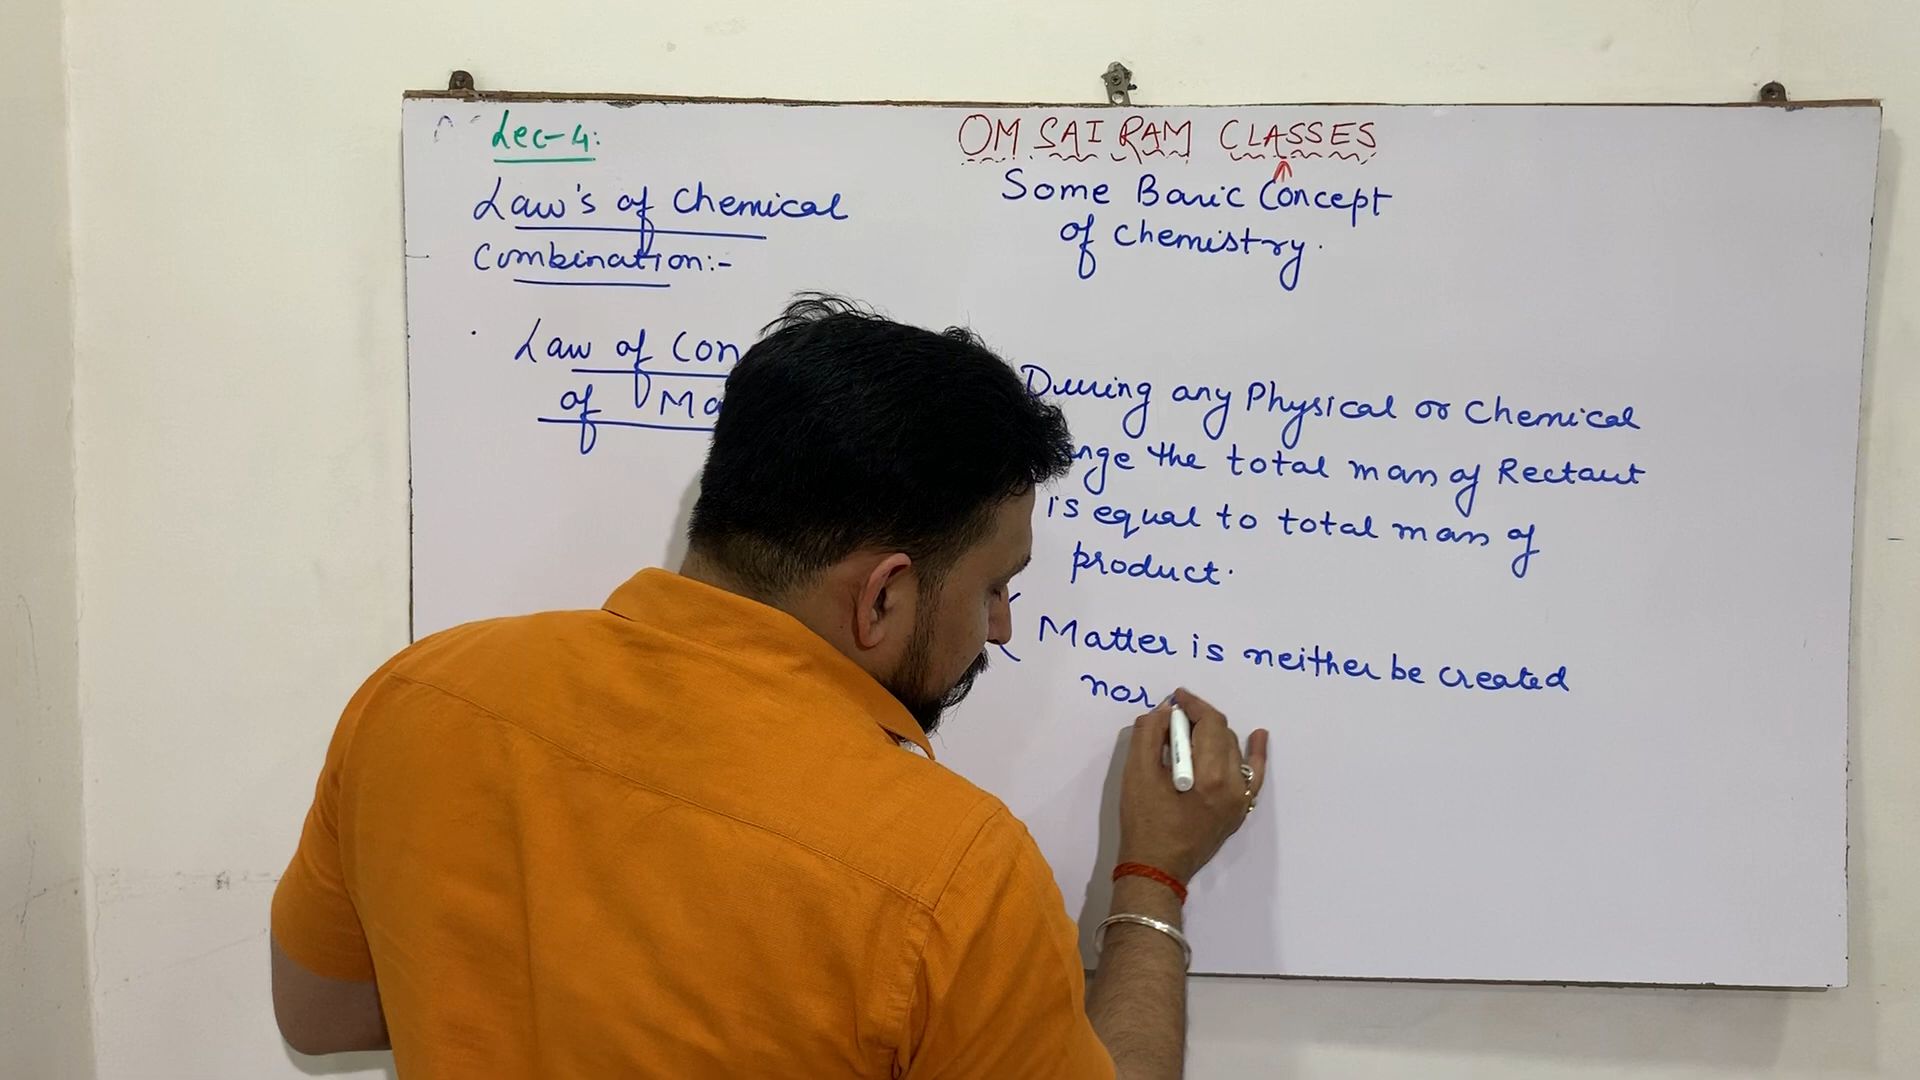 Lec-4:
OM SAI RAM CLASSES
Law's of Chemical
Combination:-
Some Basic Concept
of Chemistry.
Law of Con
of Ma
During any Physical or Chemical
ange the total mass of Rectant
is equal to total mass of
product.
Matter is neither be created
nor